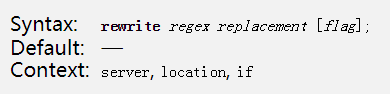 Syntax: rewrite regex replacement [flag];
Default: —
Context: server, location, if